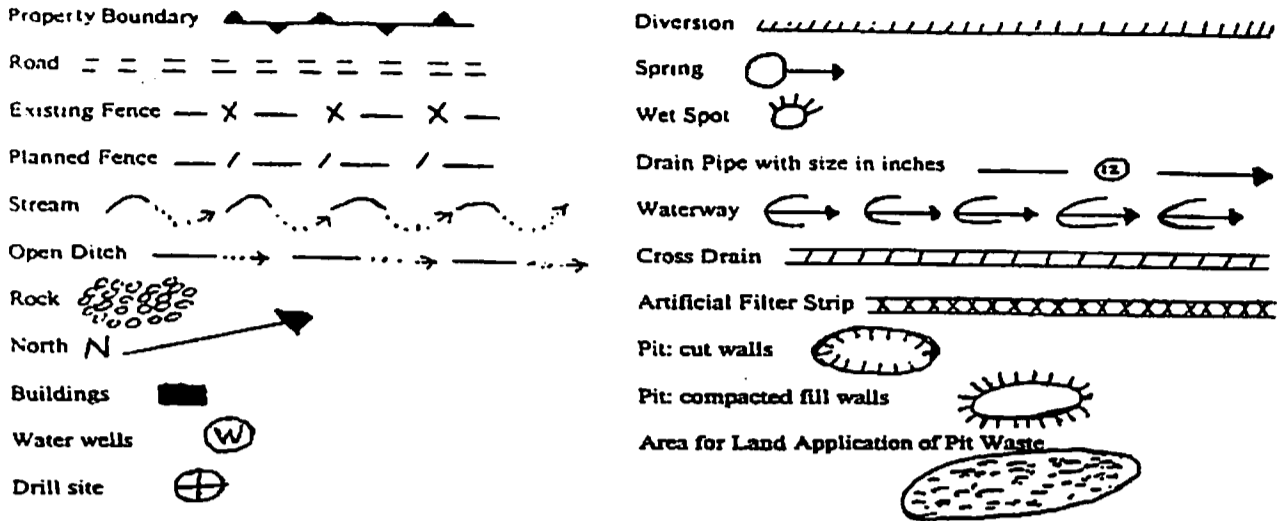 Property Boundary
Road
Existing Fence
Planned Fence
Stream
Open Ditch
Rock
North N
Buildings
Water wells W
Drill site
Diversion
Spring
Wet Spot
Drain Pipe with size in inches 12
Waterway
Cross Drain
Artificial Filter Strip
Pit: cut walls
Pit: compacted fill walls
Area for Land Application of Pit Waste